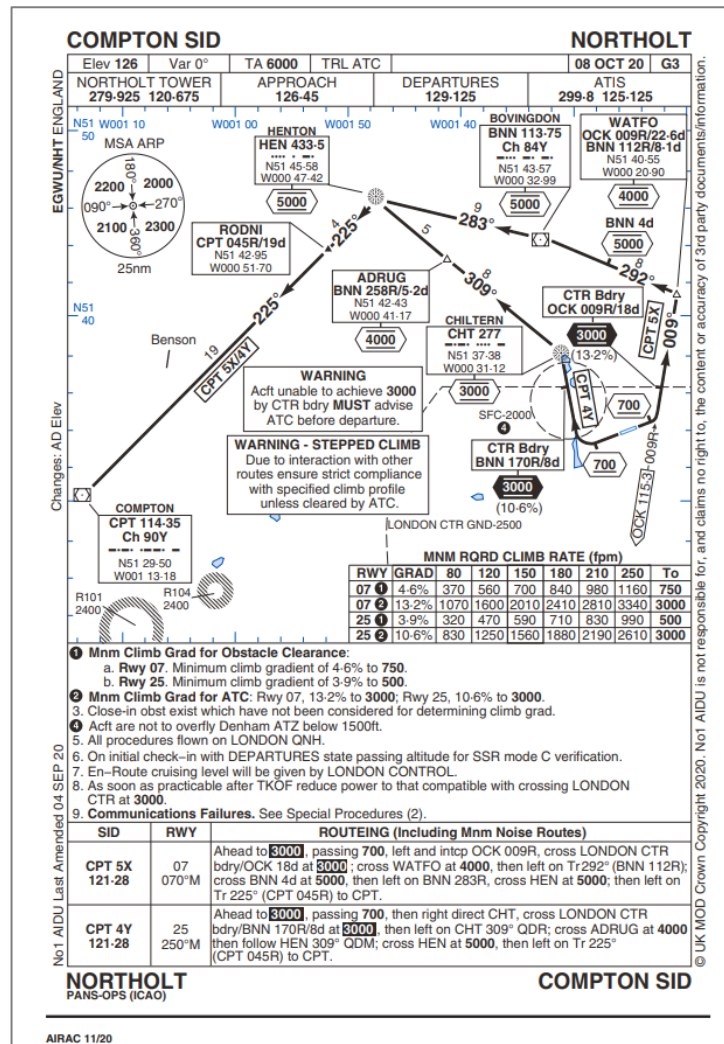 COMPTON SID NORTHOLT
Elev 126 Var 0° TA 6000 TRL ATC 08 OCT 20 G3
NORTHOLT TOWER APPROACH DEPARTURES ATIS
279·925 120·675 126·45 129·125 299·8 125·125
EGWU/NHT ENGLAND
N51 50
W001 10
W001 00
W000 50
W000 40
MSA ARP
180°
2200 2000
090° 270°
2100 2300
360°
25nm
HENTON
HEN 433·5
N51 45·58
W000 47·42
5000
BOVINGDON
BNN 113·75
Ch 84Y
N51 43·57
W000 32·99
5000
WATFO
OCK 009R/22·6d
BNN 112R/8·1d
N51 40·55
W000 20·90
4000
BNN 4d
5000
RODNI
CPT 045R/19d
N51 42·95
W000 51·70
4
225°
9
283°
8
292°
5
8
309°
ADRUG
BNN 258R/5·2d
N51 42·43
W000 41·17
4000
N51 40
225°
CTR Bdry
OCK 009R/18d
3000
(13·2%)
CPT 5X
009°
CHILTERN
CHT 277
N51 37·38
W000 31·12
3000
Benson
19
CPT 5X/4Y
CPT 4Y
WARNING
Acft unable to achieve 3000
by CTR bdry MUST advise
ATC before departure.
SFC-2000
4
700
700
WARNING - STEPPED CLIMB
Due to interaction with other
routes ensure strict compliance
with specified climb profile
unless cleared by ATC.
CTR Bdry
BNN 170R/8d
3000
(10·6%)
OCK 115·3
009R
LONDON CTR GND-2500
COMPTON
CPT 114·35
Ch 90Y
N51 29·50
W001 13·18
R101
2400
R104
2400
MNM RQRD CLIMB RATE (fpm)
RWY GRAD 80 120 150 180 210 250 To
07 1 4·6% 370 560 700 840 980 1160 750
07 2 13·2% 1070 1600 2010 2410 2810 3340 3000
25 1 3·9% 320 470 590 710 830 990 500
25 2 10·6% 830 1250 1560 1880 2190 2610 3000
1 Mnm Climb Grad for Obstacle Clearance:
a. Rwy 07. Minimum climb gradient of 4·6% to 750.
b. Rwy 25. Minimum climb gradient of 3·9% to 500.
2 Mnm Climb Grad for ATC: Rwy 07, 13·2% to 3000; Rwy 25, 10·6% to 3000.
3. Close-in obst exist which have not been considered for determining climb grad.
4 Acft are not to overfly Denham ATZ below 1500ft.
5. All procedures flown on LONDON QNH.
6. On initial check-in with DEPARTURES state passing altitude for SSR mode C verification.
7. En-Route cruising level will be given by LONDON CONTROL.
8. As soon as practicable after TKOF reduce power to that compatible with crossing LONDON
CTR at 3000.
9. Communications Failures. See Special Procedures (2).
SID RWY ROUTEING (Including Mnm Noise Routes)
CPT 5X
121·28
07
070°M
Ahead to 3000, passing 700, left and intcp OCK 009R, cross LONDON CTR
bdry/OCK 18d at 3000; cross WATFO at 4000, then left on Tr 292° (BNN 112R);
cross BNN 4d at 5000, then left on BNN 283R, cross HEN at 5000; then left on
Tr 225° (CPT 045R) to CPT.
CPT 4Y
121·28
25
250°M
Ahead to 3000, passing 700, then right direct CHT, cross LONDON CTR
bdry/BNN 170R/8d at 3000, then left on CHT 309° QDR; cross ADRUG at 4000
then follow HEN 309° QDM; cross HEN at 5000, then left on Tr 225°
(CPT 045R) to CPT.
NORTHOLT COMPTON SID
PANS-OPS (ICAO)
AIRAC 11/20
Changes: AD Elev
No1 AIDU Last Amended 04 SEP 20
© UK MOD Crown Copyright 2020. No1 AIDU is not responsible for, and claims no right to, the content or accuracy of 3rd party documents/information.